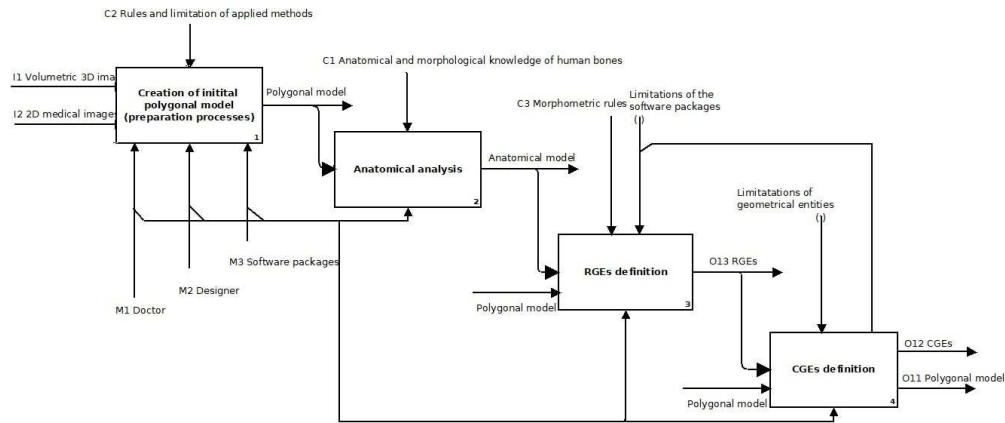 C2 Rules and limitation of applied methods
I1 Volumetric 3D ima
I2 2D medical images
Creation of initital
polygonal model
(preparation processes)
1
Polygonal model
C1 Anatomical and morphological knowledge of human bones
Anatomical analysis
2
Anatomical model
C3 Morphometric rules
Limitations of the
software packages
()
M3 Software packages
M2 Designer
M1 Doctor
RGEs definition
3
Polygonal model
O13 RGEs
Limitatations of
geometrical entities
()
CGEs definition
4
Polygonal model
O12 CGEs
O11 Polygonal model